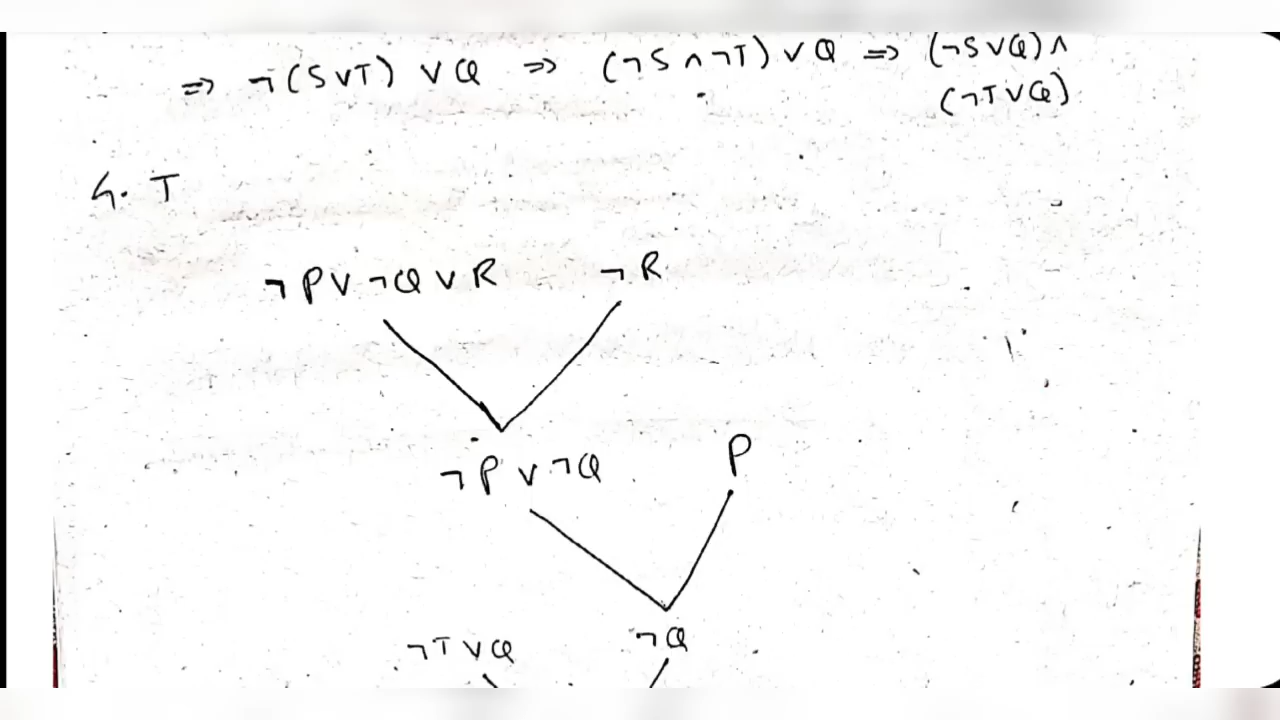 ⇒ ¬(S∨T) ∨Q ⇒ (¬S∧¬T)∨Q ⇒ (¬S∨Q)∧
(¬T∨Q)
4. T
¬P∨¬Q∨R ¬R
¬P∨¬Q P
¬T∨Q ¬Q